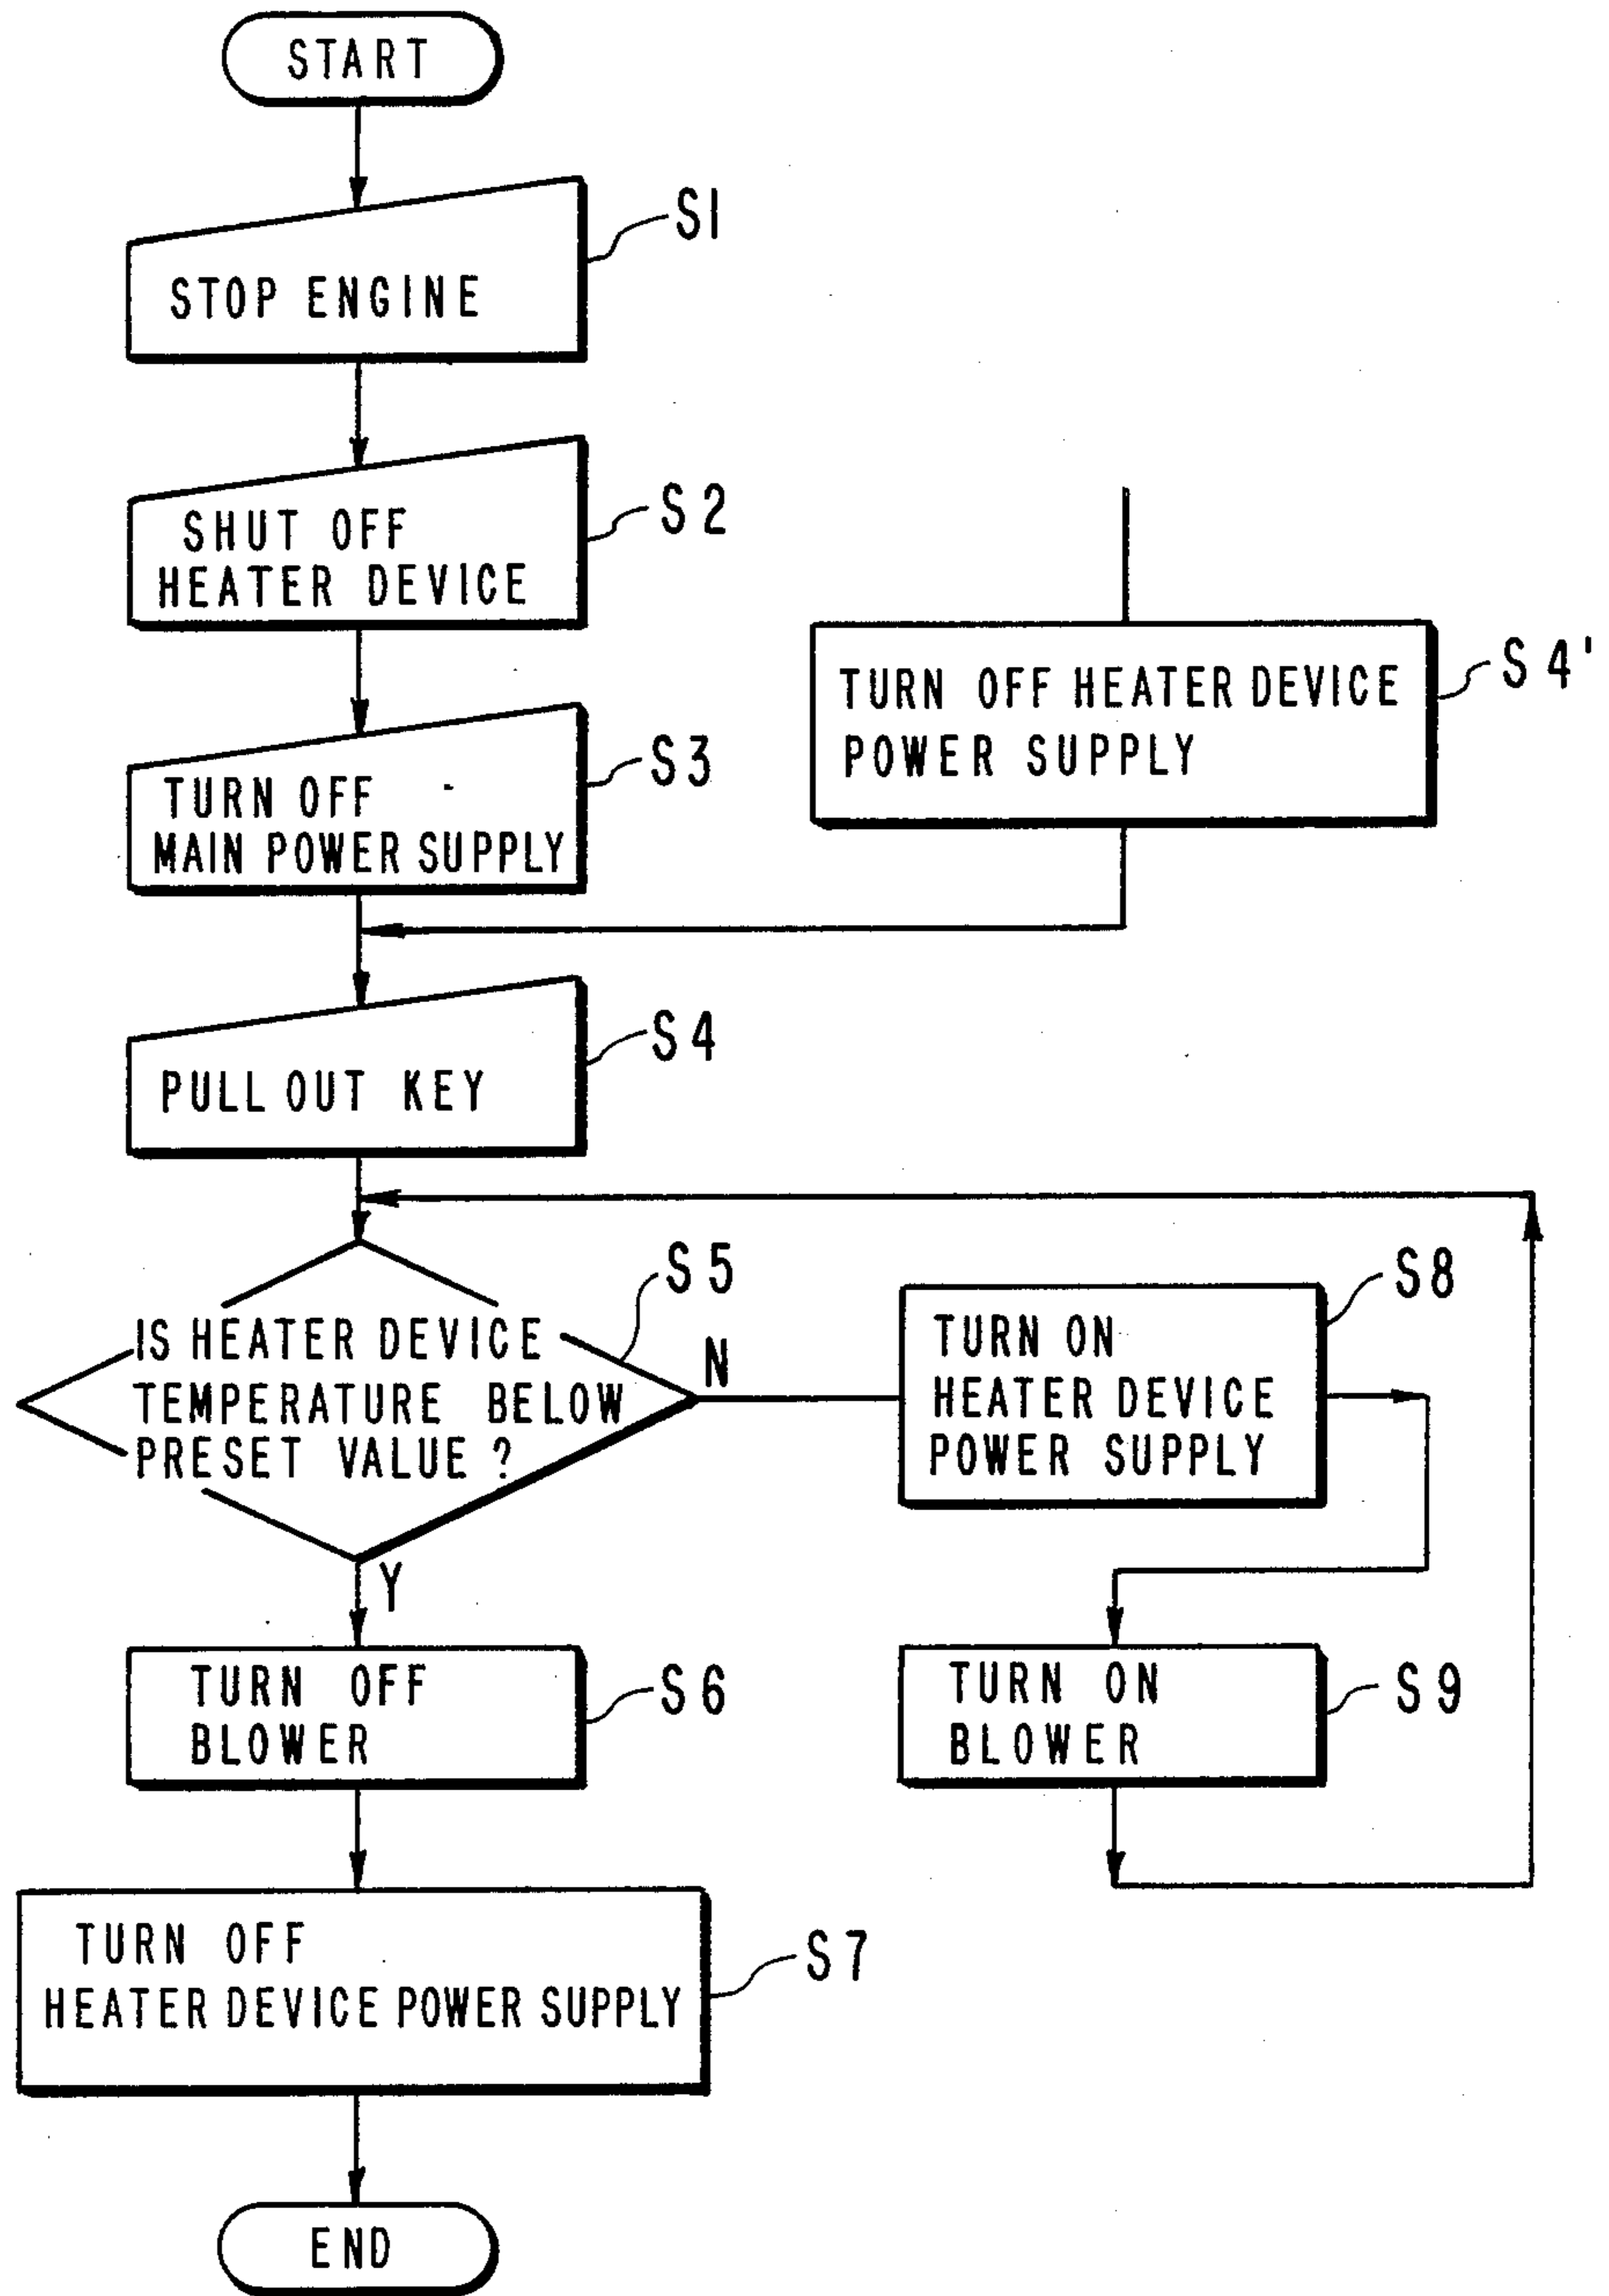 START
STOP ENGINE
S1
SHUT OFF
HEATER DEVICE
S2
TURN OFF
MAIN POWER SUPPLY
S3
TURN OFF HEATER DEVICE
POWER SUPPLY
S4'
PULL OUT KEY
S4
IS HEATER DEVICE
TEMPERATURE BELOW
PRESET VALUE ?
S5
N
Y
TURN ON
HEATER DEVICE
POWER SUPPLY
S8
TURN OFF
BLOWER
S6
TURN ON
BLOWER
S9
TURN OFF
HEATER DEVICE POWER SUPPLY
S7
END